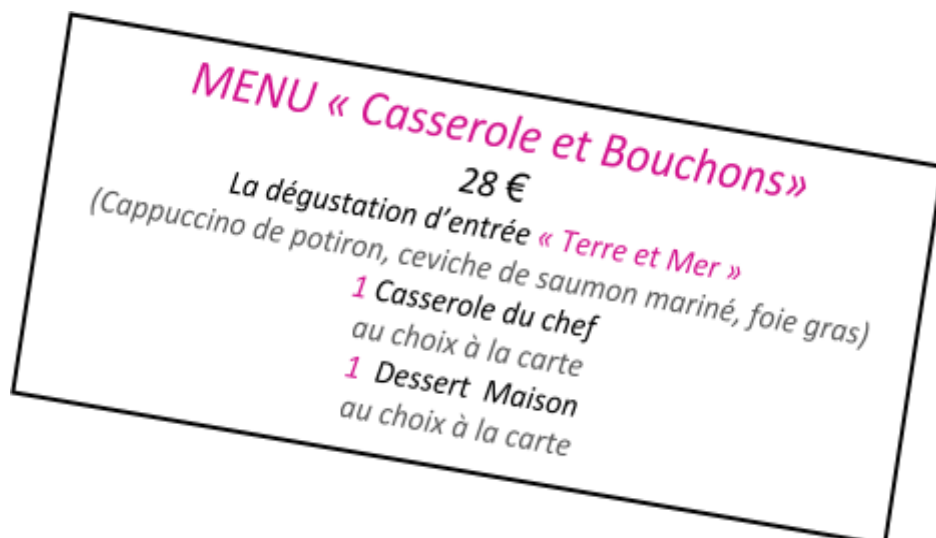 MENU « Casserole et Bouchons»
28 €
La dégustation d’entrée « Terre et Mer »
(Cappuccino de potiron, ceviche de saumon mariné, foie gras)
1 Casserole du chef
au choix à la carte
1 Dessert Maison
au choix à la carte